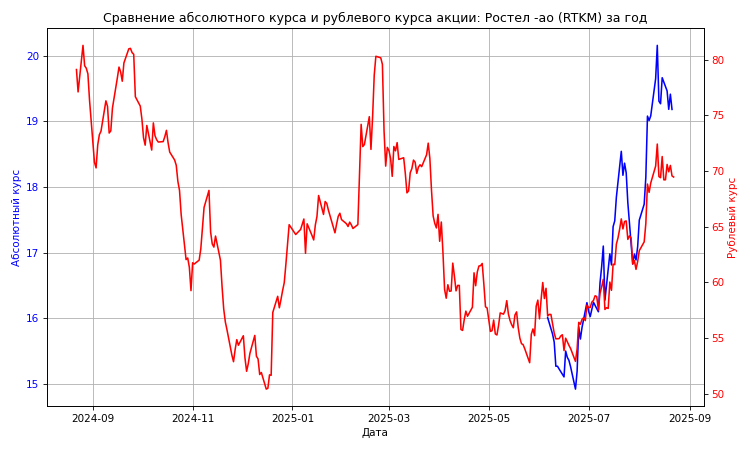 Сравнение абсолютного курса и рублевого курса акции: Ростел -ао (RTKM) за год
Абсолютный курс
20
19
18
17
16
15
80
75
70
65
60
55
50
Рублевый курс
2024-09 2024-11 2025-01 2025-03 2025-05 2025-07 2025-09
Дата